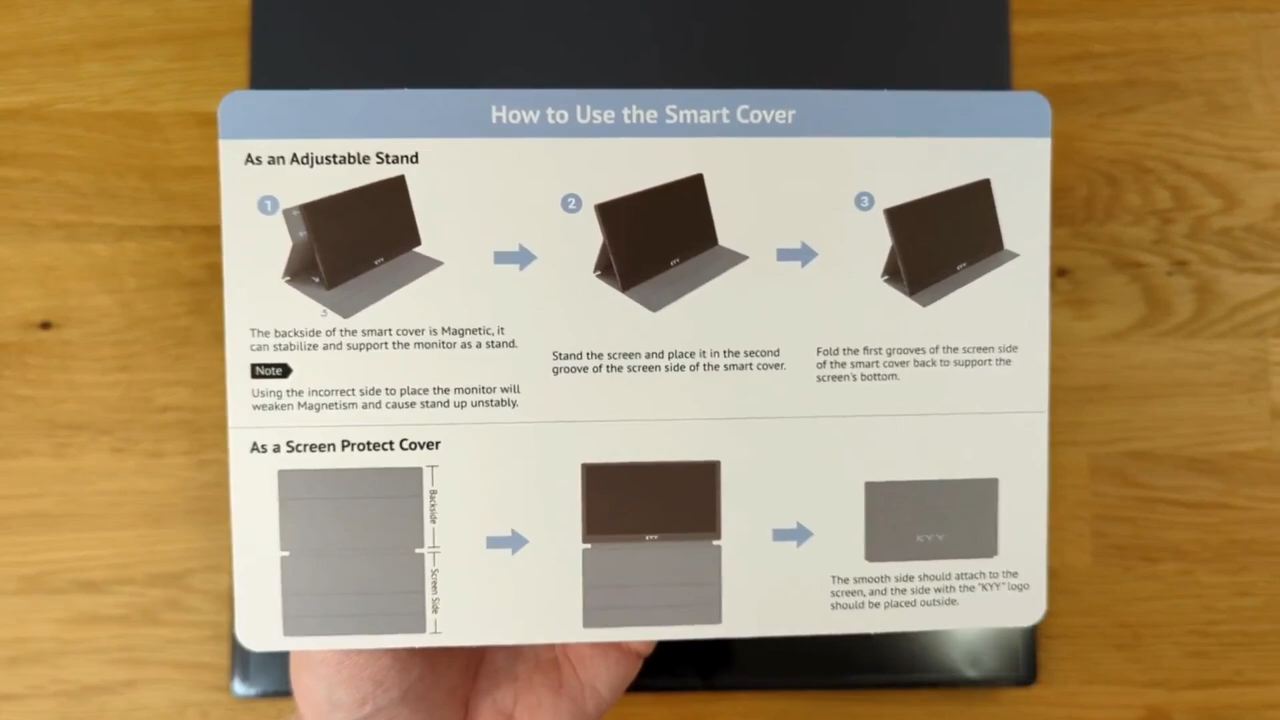 How to Use the Smart Cover
As an Adjustable Stand
1
2
3
KYY
KYY
KYY
The backside of the smart cover is Magnetic, it
can stabilize and support the monitor as a stand.
Note
Using the incorrect side to place the monitor will
weaken Magnetism and cause stand up unstably.
Stand the screen and place it in the second
groove of the screen side of the smart cover.
Fold the first grooves of the screen side
of the smart cover back to support the
screen's bottom.
As a Screen Protect Cover
Backside
Screen Side
KYY
KYY
The smooth side should attach to the
screen, and the side with the "KYY" logo
should be placed outside.